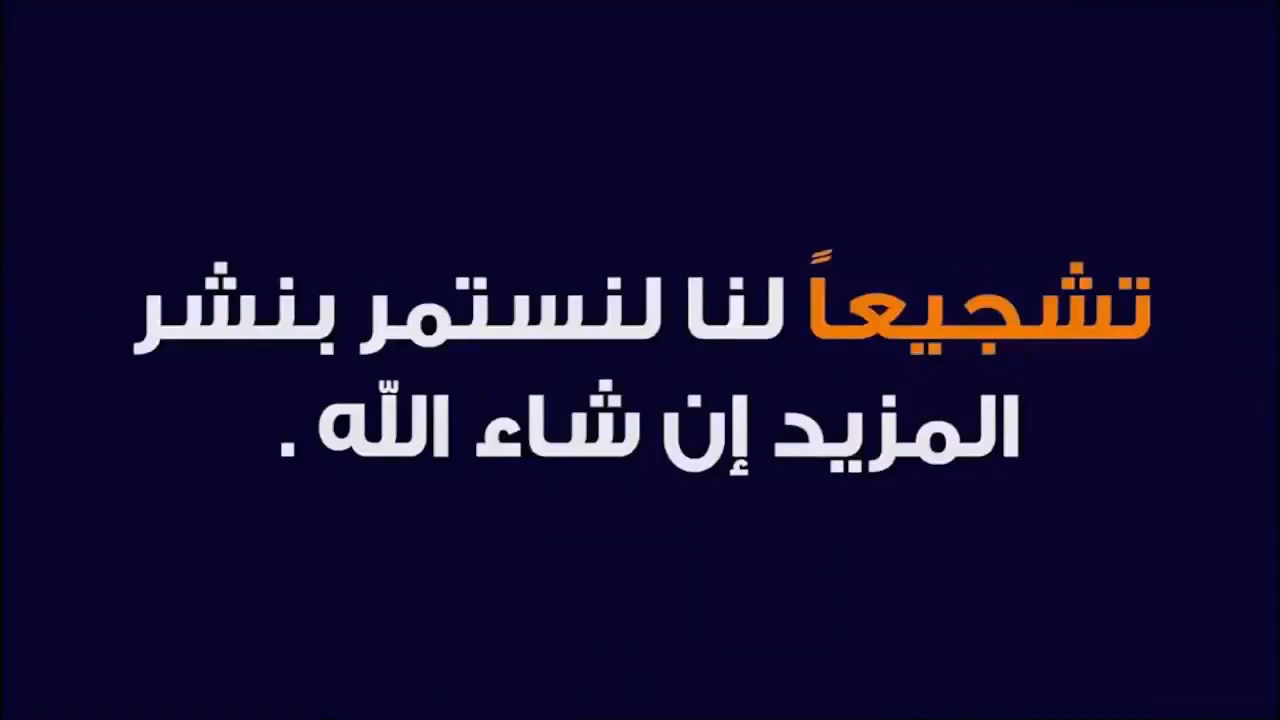 تشجيعاً لنا لنستمر بنشر
المزيد إن شاء اللّه .